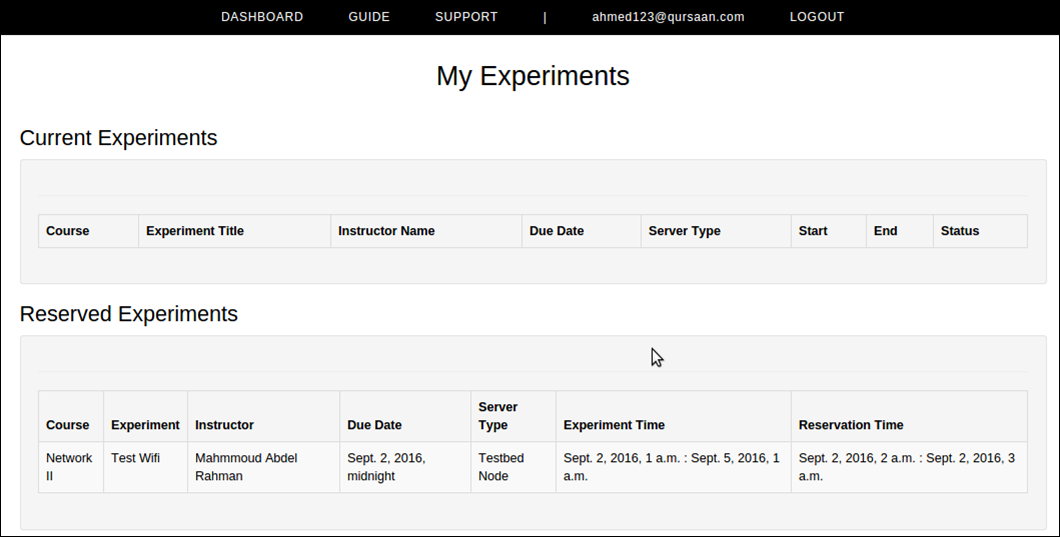 DASHBOARD GUIDE SUPPORT | ahmed123@qursaan.com LOGOUT
My Experiments
Current Experiments
Course Experiment Title Instructor Name Due Date Server Type Start End Status
Reserved Experiments
Course Experiment Instructor Due Date Server Type Experiment Time Reservation Time
Network II Test Wifi Mahmmoud Abdel Rahman Sept. 2, 2016, midnight Testbed Node Sept. 2, 2016, 1 a.m. : Sept. 5, 2016, 1 a.m. Sept. 2, 2016, 2 a.m. : Sept. 2, 2016, 3 a.m.